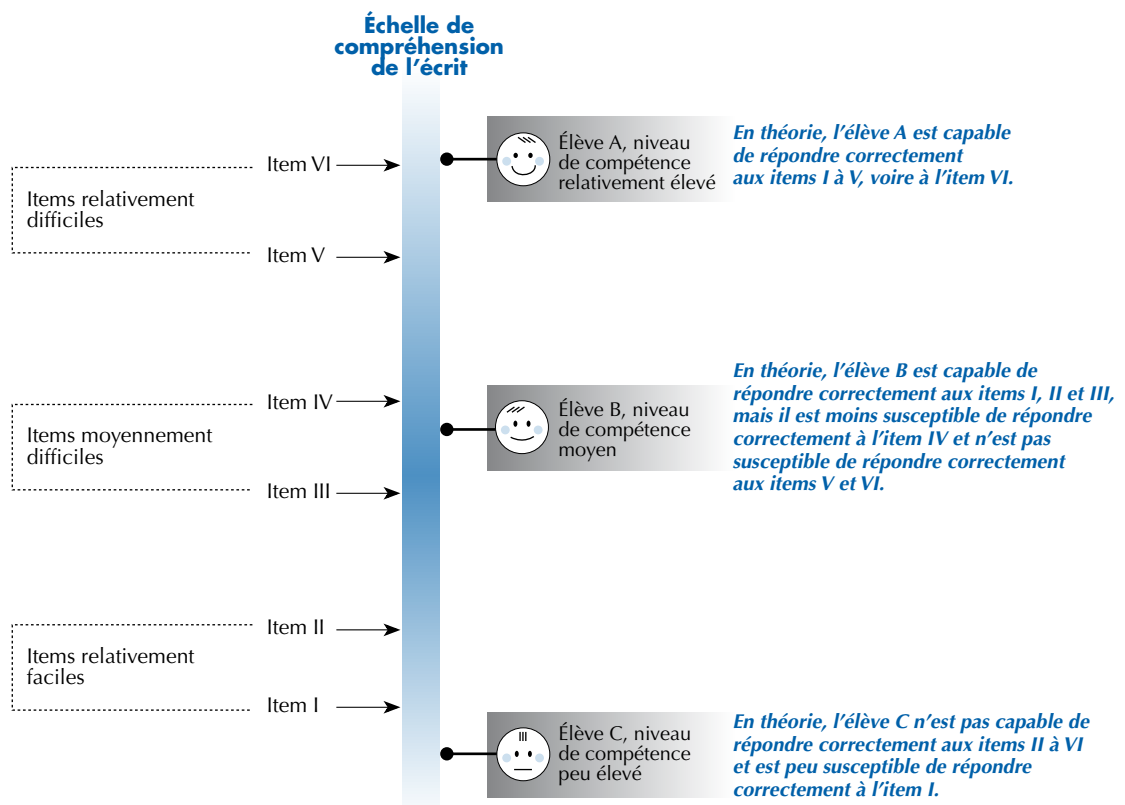 Échelle de
compréhension
de l'écrit
Item VI
Élève A, niveau
de compétence
relativement élevé
En théorie, l'élève A est capable
de répondre correctement
aux items I à V, voire à l'item VI.
Items relativement
difficiles
Item V
Item IV
Élève B, niveau
de compétence
moyen
En théorie, l'élève B est capable de
répondre correctement aux items I, II et III,
mais il est moins susceptible de répondre
correctement à l'item IV et n'est pas
susceptible de répondre correctement
aux items V et VI.
Items moyennement
difficiles
Item III
Item II
Items relativement
faciles
Item I
Élève C, niveau
de compétence
peu élevé
En théorie, l'élève C n'est pas capable de
répondre correctement aux items II à VI
et est peu susceptible de répondre
correctement à l'item I.